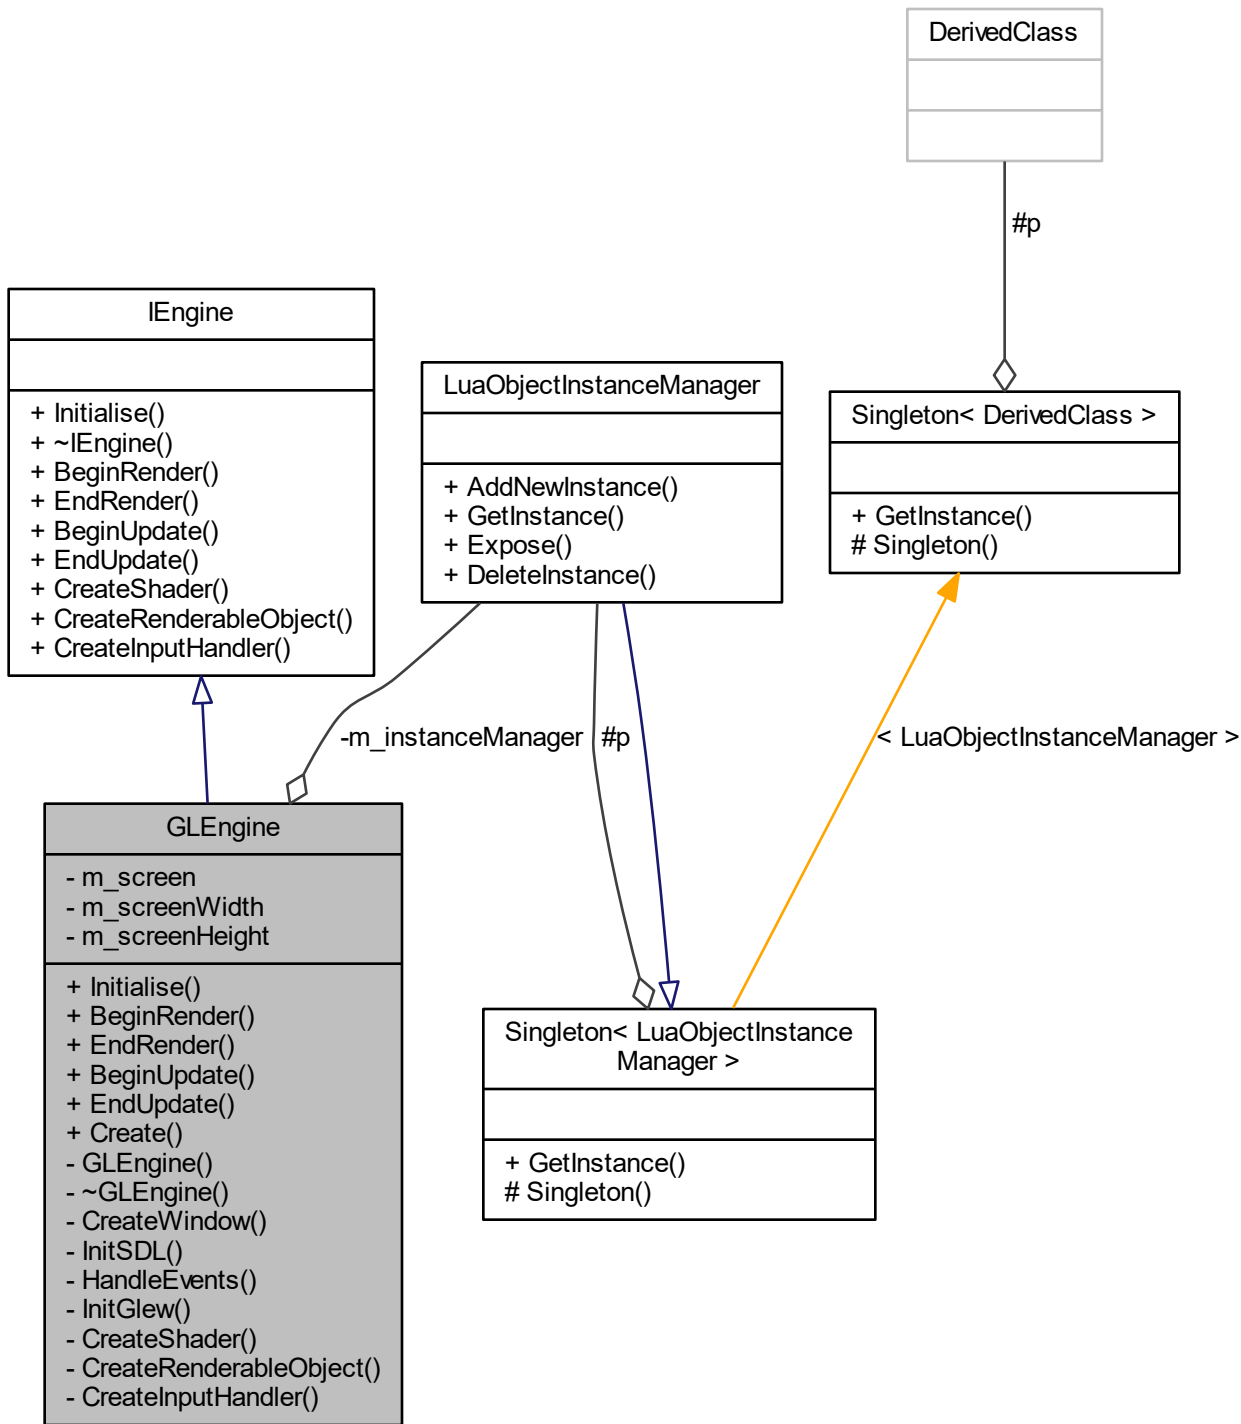 DerivedClass
#p
IEngine
+ Initialise()
+ ~IEngine()
+ BeginRender()
+ EndRender()
+ BeginUpdate()
+ EndUpdate()
+ CreateShader()
+ CreateRenderableObject()
+ CreateInputHandler()
LuaObjectInstanceManager
+ AddNewInstance()
+ GetInstance()
+ Expose()
+ DeleteInstance()
Singleton< DerivedClass >
+ GetInstance()
# Singleton()
-m_instanceManager
#p
< LuaObjectInstanceManager >
GLEngine
- m_screen
- m_screenWidth
- m_screenHeight
+ Initialise()
+ BeginRender()
+ EndRender()
+ BeginUpdate()
+ EndUpdate()
+ Create()
- GLEngine()
- ~GLEngine()
- CreateWindow()
- InitSDL()
- HandleEvents()
- InitGlew()
- CreateShader()
- CreateRenderableObject()
- CreateInputHandler()
Singleton< LuaObjectInstance
Manager >
+ GetInstance()
# Singleton()